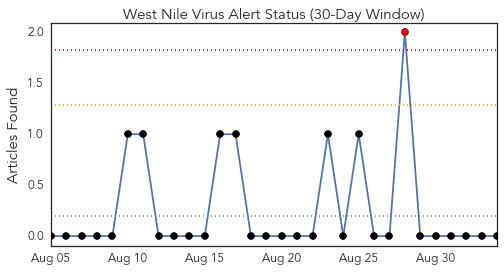 West Nile Virus Alert Status (30-Day Window)
Articles Found
2.0
1.5
1.0
0.5
0.0
Aug 05 Aug 10 Aug 15 Aug 20 Aug 25 Aug 30